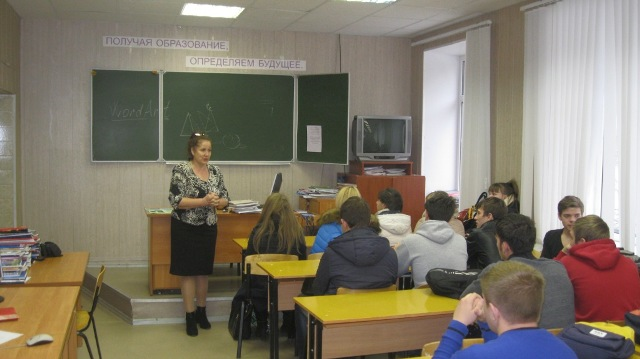 ПОЛУЧАЯ ОБРАЗОВАНИЕ,
ОПРЕДЕЛЯЕМ БУДУЩЕЕ.
WordArt